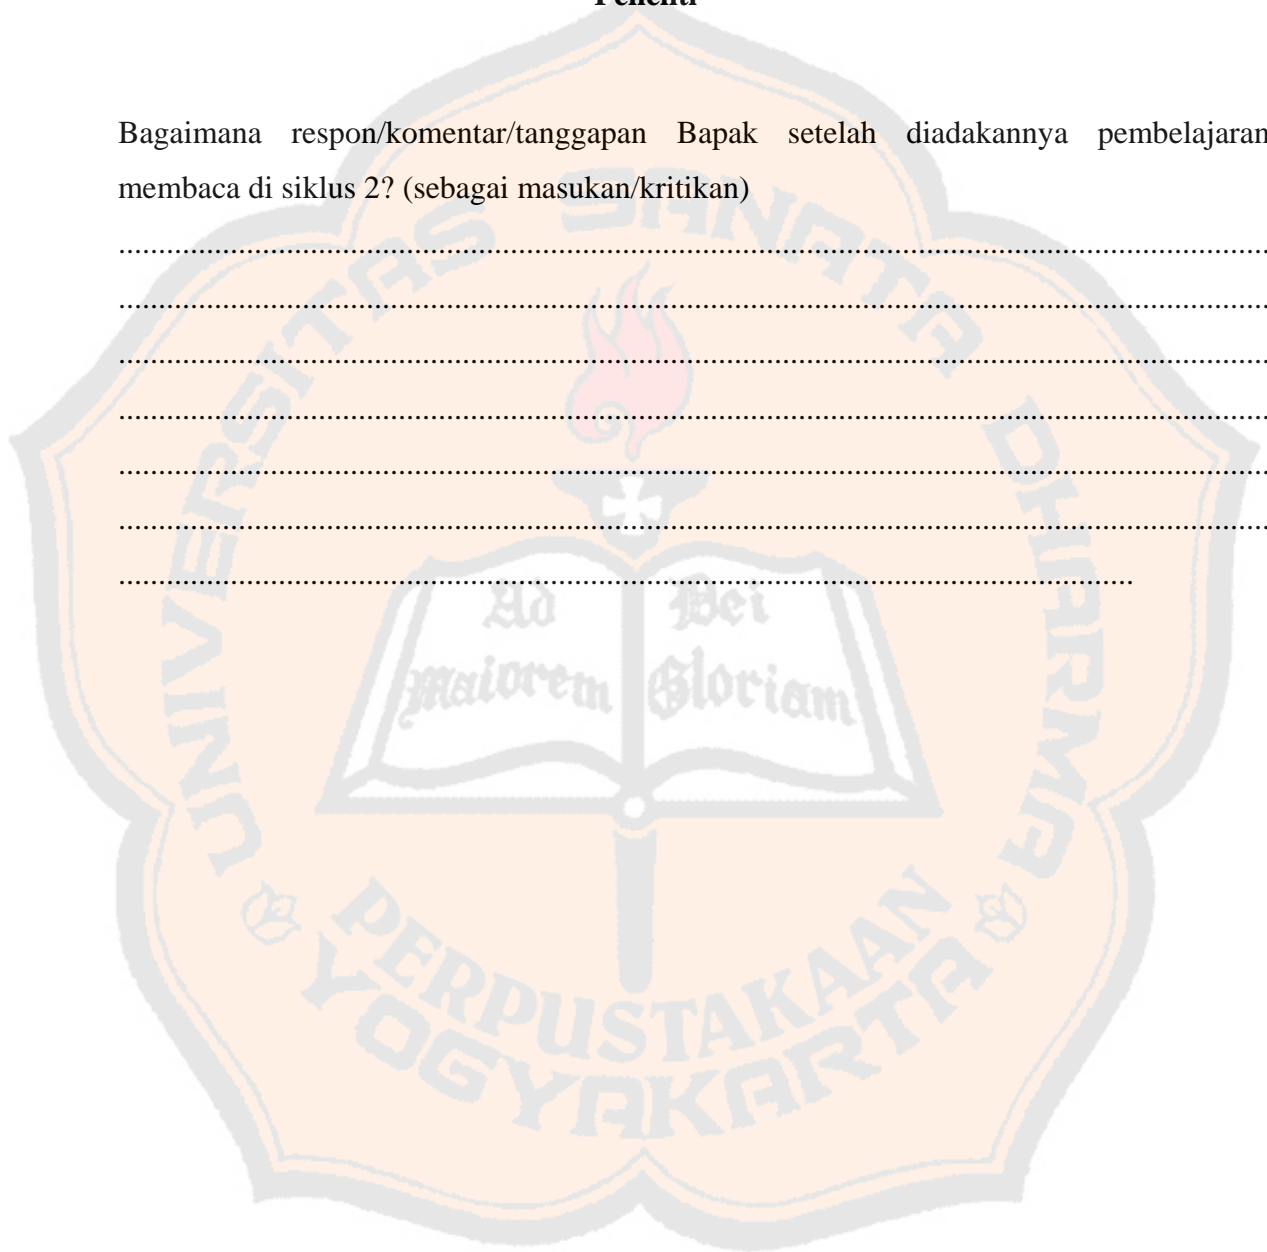 Peneliti
Bagaimana respon/komentar/tanggapan Bapak setelah diadakannya pembelajaran
membaca di siklus 2? (sebagai masukan/kritikan)
................................................................................................................................................
................................................................................................................................................
................................................................................................................................................
................................................................................................................................................
................................................................................................................................................
................................................................................................................................................
...............................................................................................................................
UNIVERSITAS SANATA DHARMA
Ad Dei
Maiorem Gloriam
PERPUSTAKAAN
YOGYAKARTA